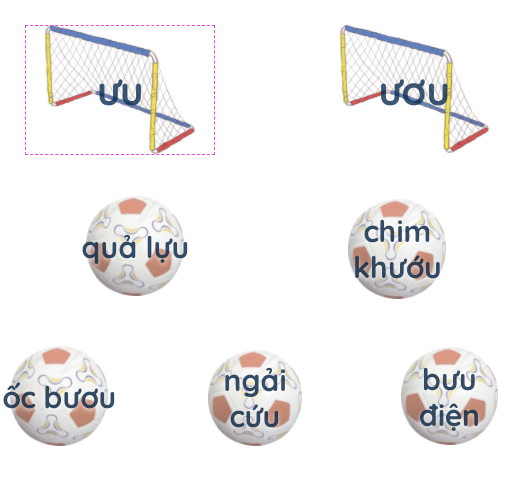 ưu
ươu
quả lựu
chim
khướu
ốc bươu
ngải
cứu
bưu
điện